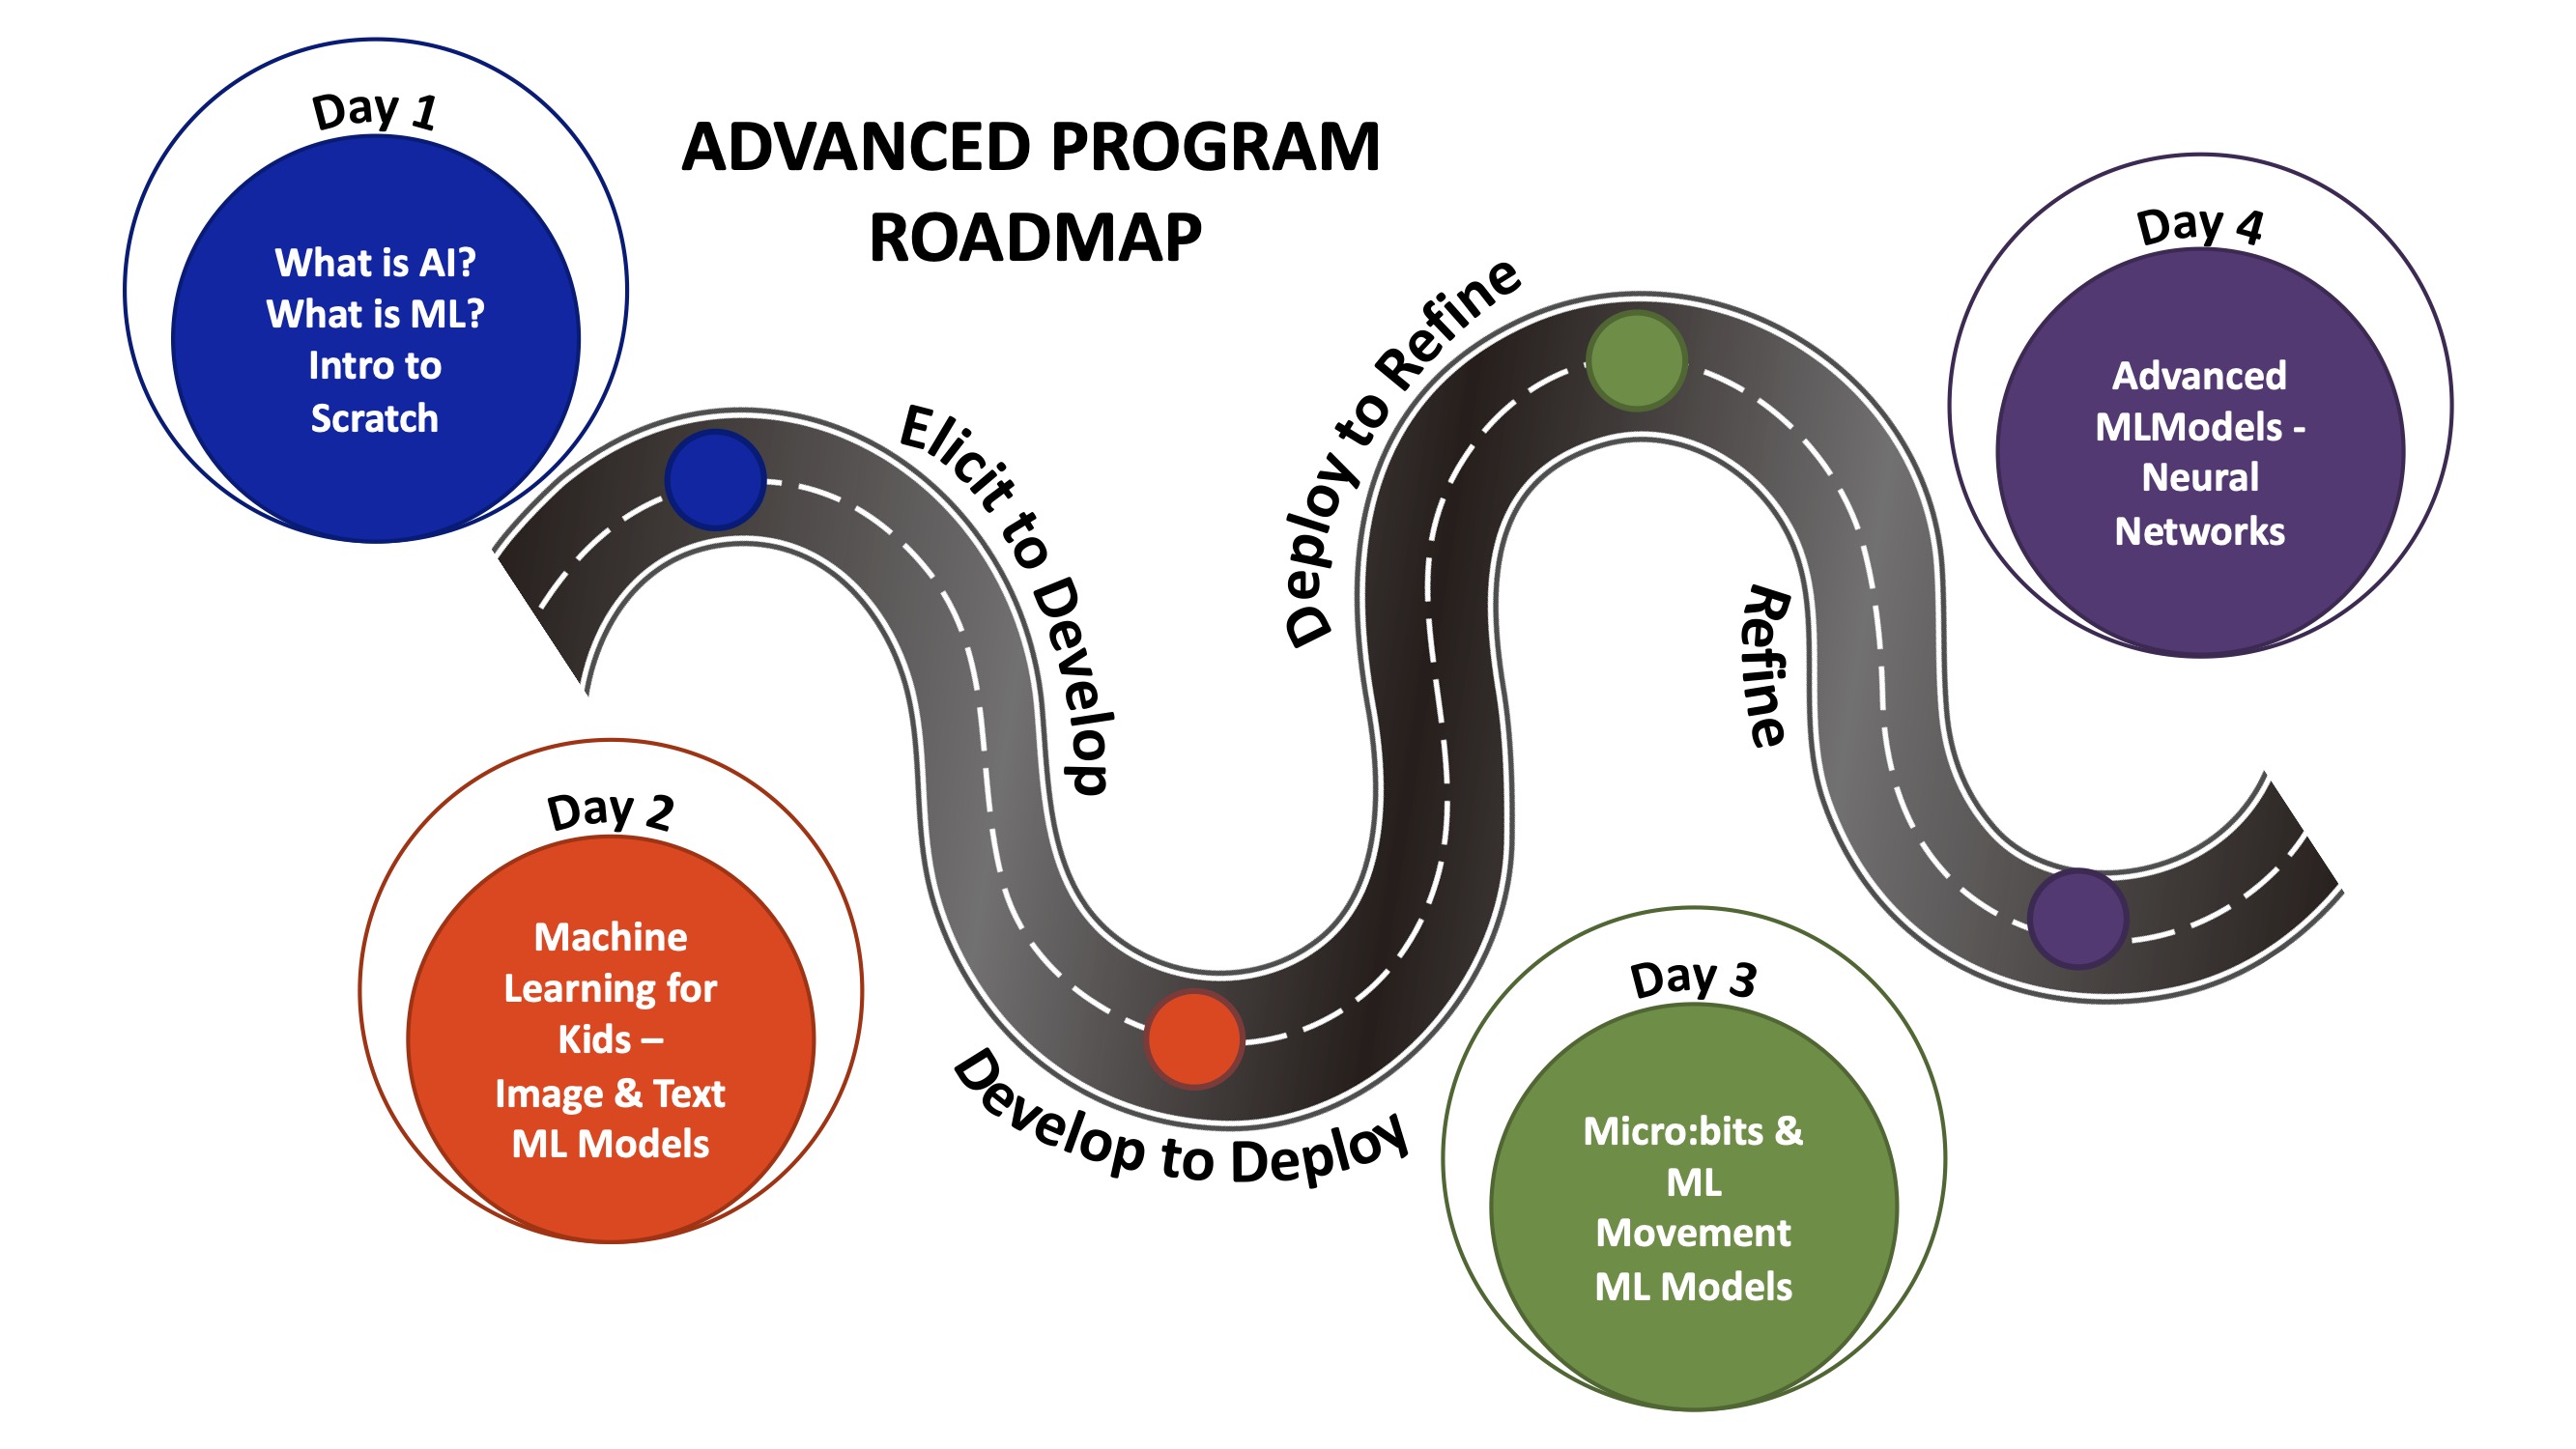 ADVANCED PROGRAM
ROADMAP
Day 1
What is AI?
What is ML?
Intro to
Scratch
Elicit to Develop
Day 2
Machine
Learning for
Kids –
Image & Text
ML Models
Develop to Deploy
Deploy to Refine
Day 3
Micro:bits &
ML
Movement
ML Models
Refine
Day 4
Advanced
MLModels -
Neural
Networks